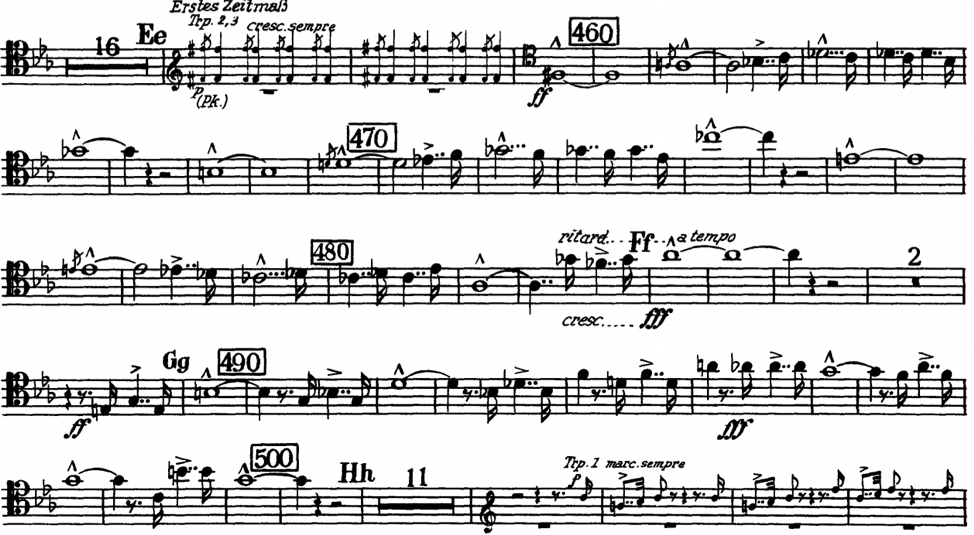 Erstes Zeitmaß
16 Ee Trp. 2, 3 cresc. sempre 460
p (Pk.) ff
470
ritard....... Ff a tempo
480 2
cresc..... fff
Gg 490
ff fff
500 Hh 11 Trp. 1 marc. sempre
p